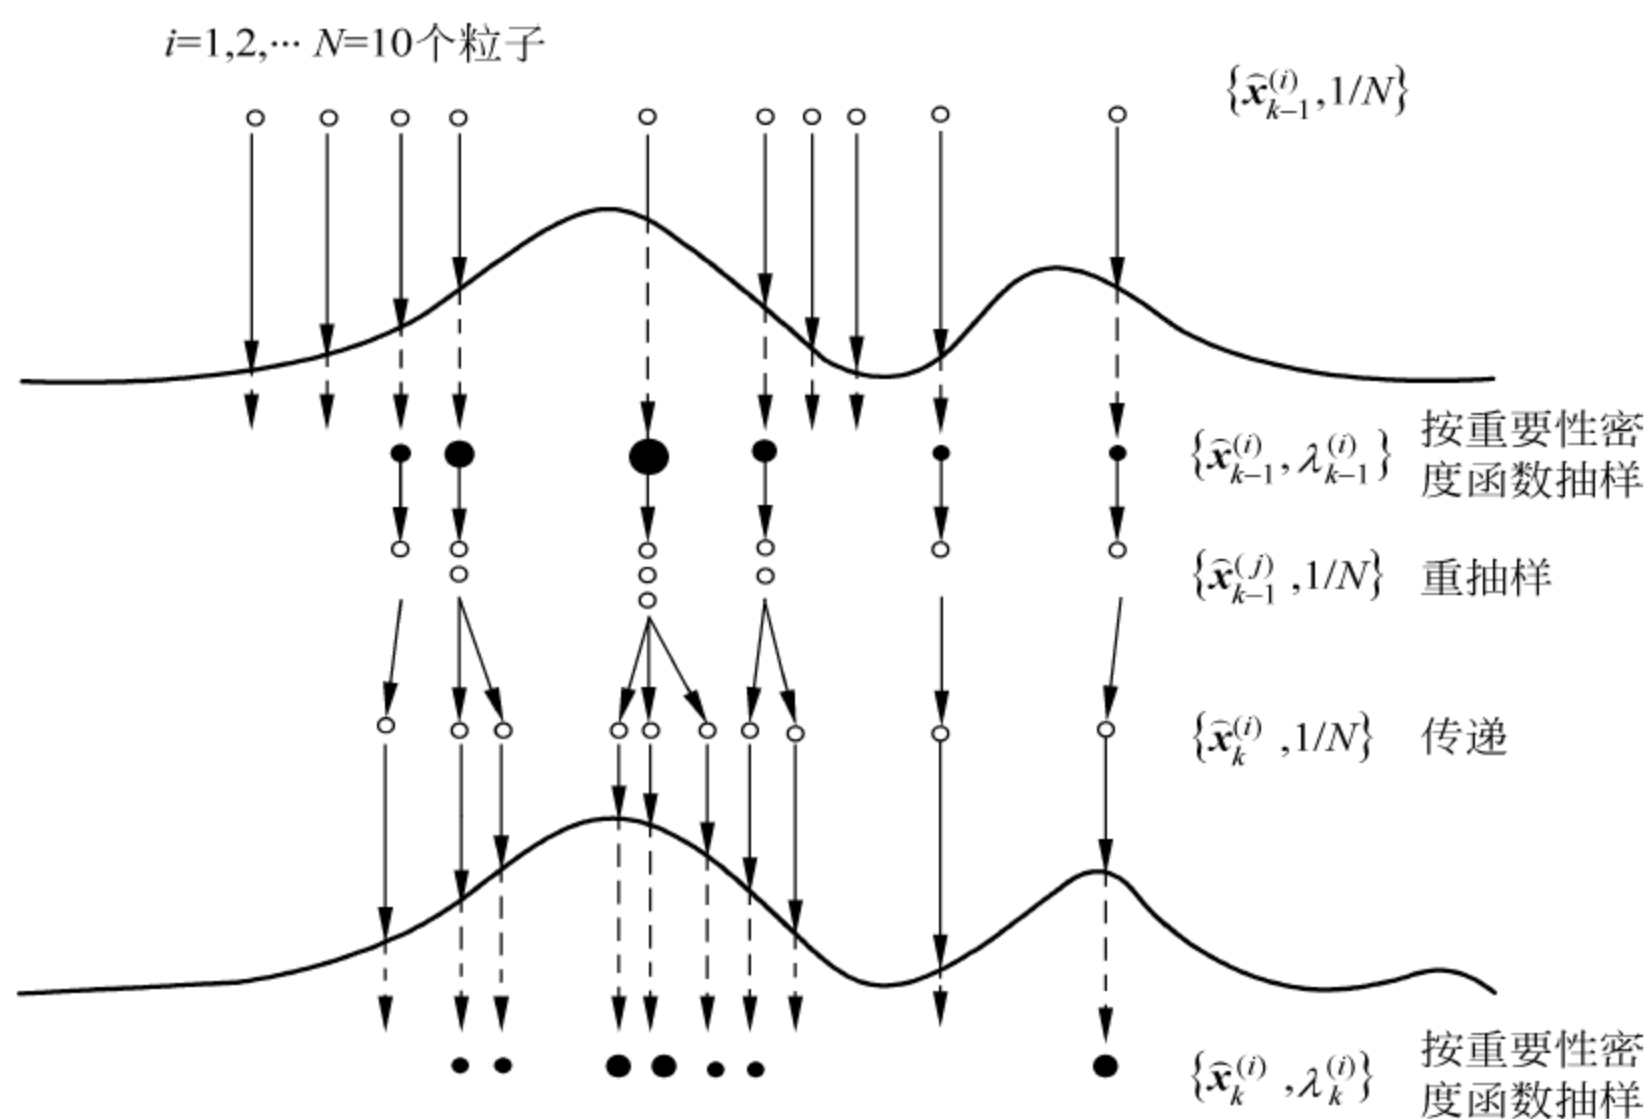 i=1,2,··· N=10个粒子
{x̂_{k-1}^{(i)},1/N}
{x̂_{k-1}^{(i)},λ_{k-1}^{(i)}} 按重要性密
度函数抽样
{x̂_{k-1}^{(j)},1/N} 重抽样
{x̂_k^{(i)},1/N} 传递
{x̂_k^{(i)},λ_k^{(i)}} 按重要性密
度函数抽样